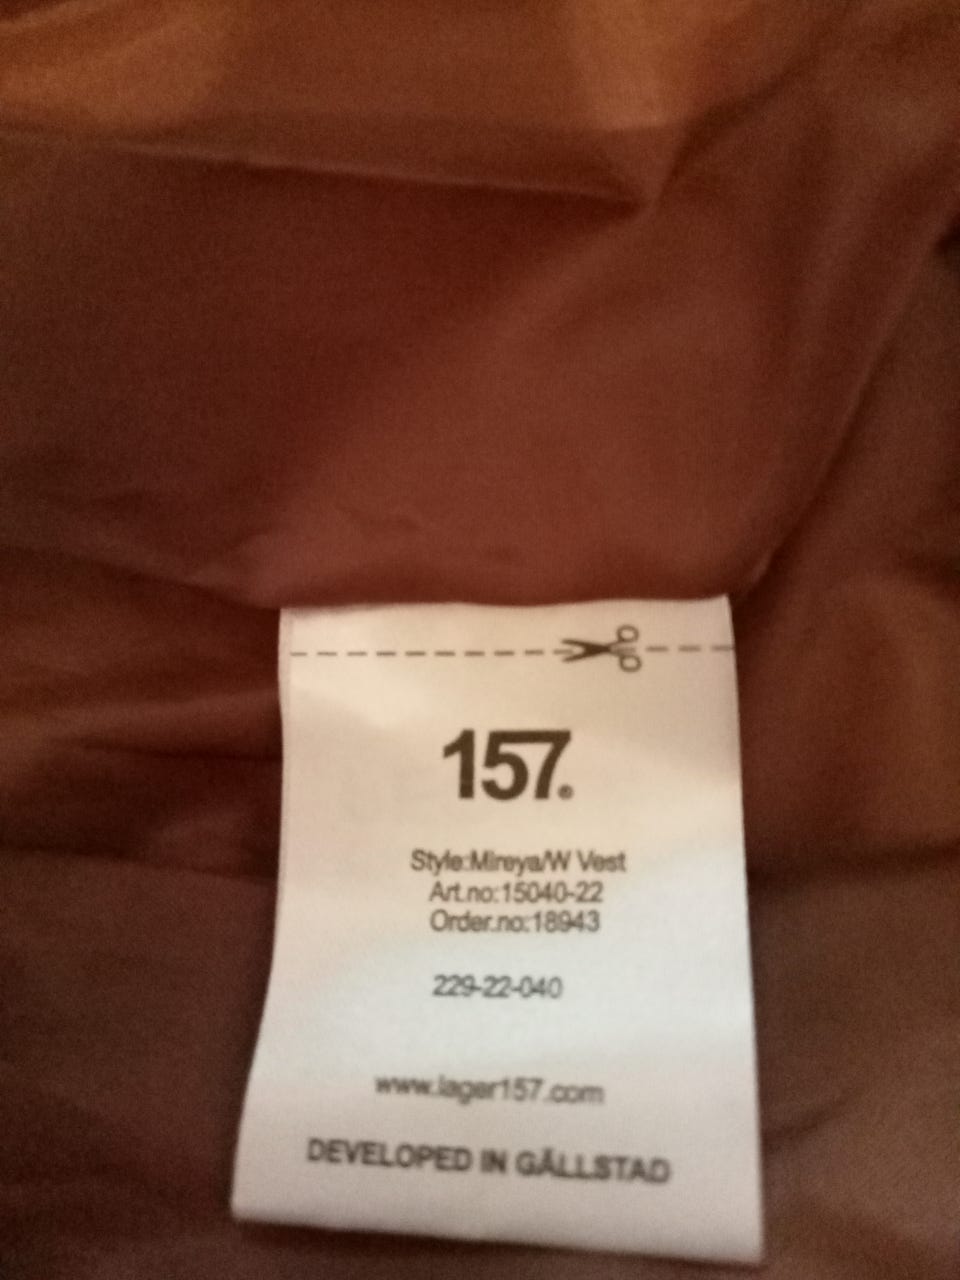 157®
Style:Mireya/W Vest
Art.no:15040-22
Order.no:18943
229-22-040
www.lager157.com
DEVELOPED IN GÄLLSTAD